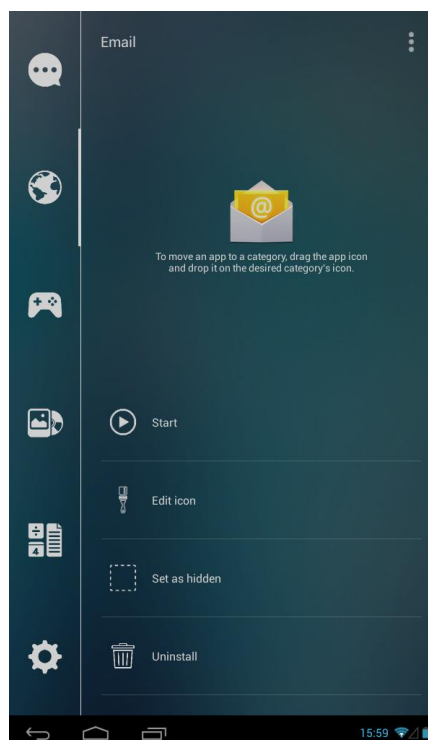 Email
@
To move an app to a category, drag the app icon
and drop it on the desired category's icon.
Start
Edit icon
÷
4
Set as hidden
Uninstall
15:59